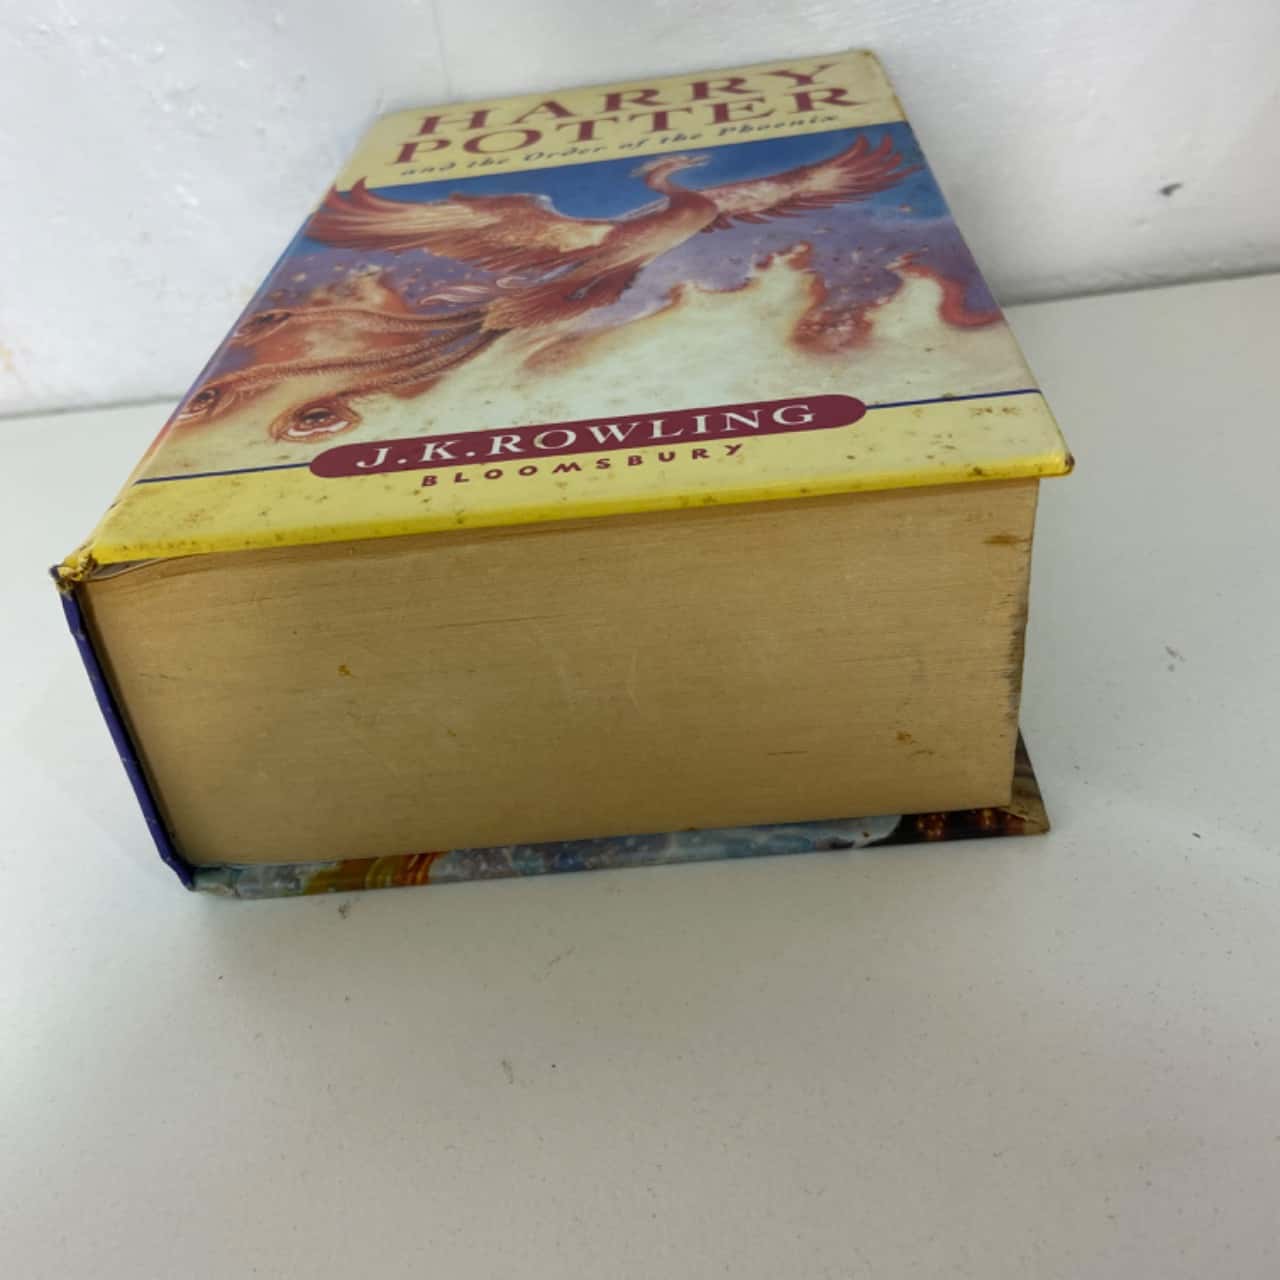 HARRY
POTTER
and the Order of the Phoenix
J.K.ROWLING
BLOOMSBURY